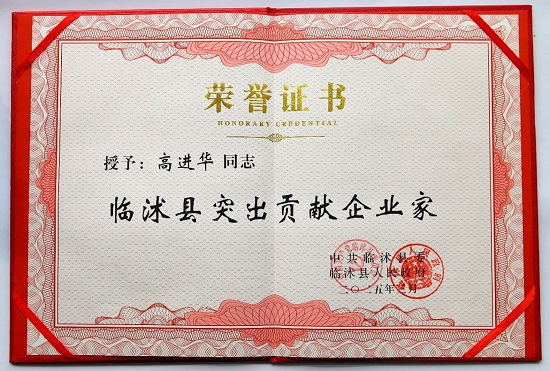 荣誉证书
HONORARY CREDENTIAL
授予：高进华 同志
临沭县突出贡献企业家
中共临沭县委
临沭县人民政府
二〇二五年二月